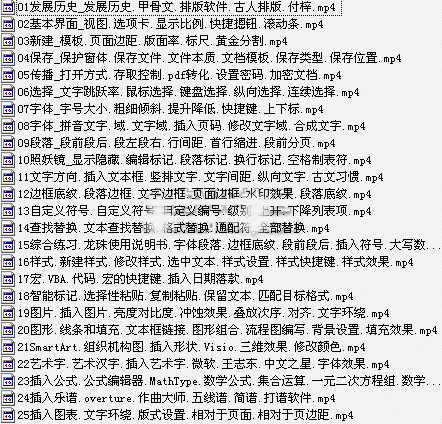 01发展历史_发展历史.甲骨文.排版软件.古人排版.付梓.mp4
02基本界面_视图.选项卡.显示比例.快捷摁钮.滚动条.mp4
03新建_模板.页面边距.版面率.标尺.黄金分割.mp4
04保存_保护窗体.保存文件.文件本质.文档模板.保存类型.保存位置.mp4
05传播_打开方式.存取控制.pdf转化.设置密码.加密文档.mp4
06选择_文字跳跃率.鼠标选择.键盘选择.纵向选择.连续选择.mp4
07字体_字号大小.粗细倾斜.提升降低.快捷键.上下标.mp4
08字体_拼音文字.域.文字域.插入页码.修改文字域.合成文字.mp4
09段落_段前段后.段左段右.行间距.首行缩进.段前分页.mp4
10照妖镜_显示隐藏.编辑标记.段落标记.换行标记.空格制表符.mp4
11文字方向.插入文本框.竖排文字.文字间距.纵向文字.古文习惯.mp4
12边框底纹.段落边框.文字边框.页面边框.水印效果.段落底纹.mp4
13自定义符号.自定义符号.自定义编号.级别.上升.下降列表项.mp4
14查找替换.文本查找替换.格式替换.通配符.全部替换.mp4
15综合练习.龙珠使用说明书.字体段落.边框底纹.段前段后.插入符号.大写数...
16样式.新建样式.修改样式.选中文本.样式设置.样式快捷键.样式效果.mp4
17宏.VBA.代码.宏的快捷键.插入日期落款.mp4
18智能标记.选择性粘贴.复制粘贴.保留文本.匹配目标格式.mp4
19图片.插入图片.亮度对比度.冲蚀效果.叠放次序.对齐.文字环绕.mp4
20图形.线条和填充.文本框链接.图形组合.流程图编写.背景设置.填充效果.mp4
21SmartArt.组织机构图.插入形状.Visio.三维效果.修改颜色.mp4
22艺术字.艺术汉字.插入艺术字.微软.王志东.中文之星.字体效果.mp4
23插入公式.公式编辑器.MathType.数学公式.集合运算.一元二次方程组.数学...
24插入乐谱.overture.作曲大师.五线谱.简谱.打谱软件.mp4
25插入图表.文字环绕.版式设置.相对于页面.相对于页边距.mp4